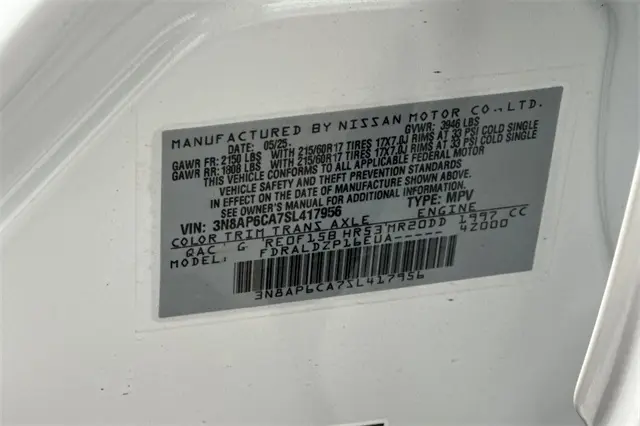 MANUFACTURED BY NISSAN MOTOR CO., LTD.
DATE: 05/25 GVWR: 3946 LBS
GAWR FR: 2150 LBS WITH 215/60R17 TIRES 17X7.0J RIMS AT 33 PSI COLD SINGLE
GAWR RR: 1808 LBS WITH 215/60R17 TIRES 17X7.0J RIMS AT 33 PSI COLD SINGLE
THIS VEHICLE CONFORMS TO ALL APPLICABLE FEDERAL MOTOR
VEHICLE SAFETY AND THEFT PREVENTION STANDARDS
IN EFFECT ON THE DATE OF MANUFACTURE SHOWN ABOVE
SEE OWNER'S MANUAL FOR ADDITIONAL INFORMATION
VIN: 3N8AP6CA7SL417956 TYPE: MPV
COLOR TRIM TRANS AXLE ENGINE
QAC G RE0F15B HR53 MR20DD 1997 CC
MODEL: FDRALDZP16EUA----- 42000
3N8AP6CA7SL417956